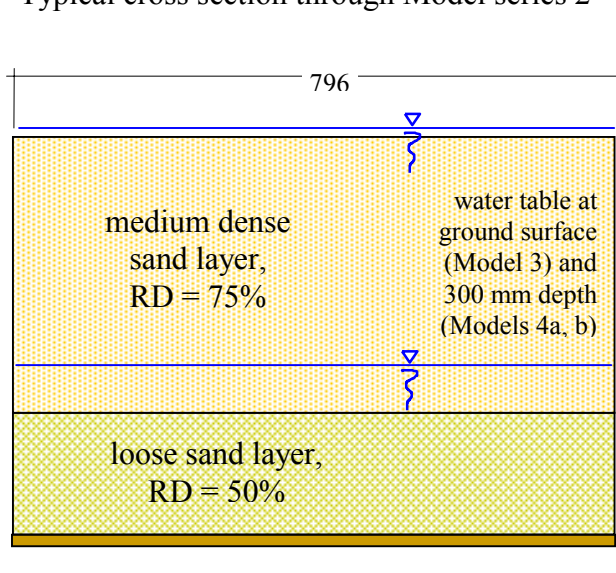 Typical cross section through Model series 2
796
medium dense
sand layer,
RD = 75%
water table at
ground surface
(Model 3) and
300 mm depth
(Models 4a, b)
loose sand layer,
RD = 50%